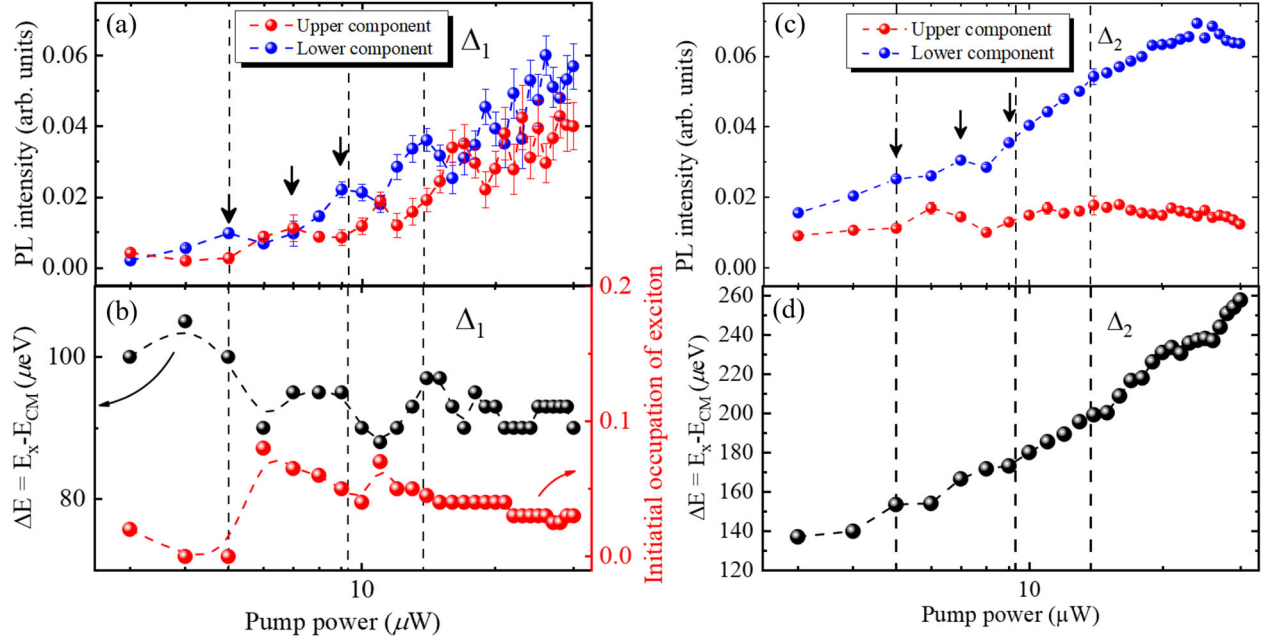 (a)
Upper component
Lower component
Δ1
PL intensity (arb. units)
0.06
0.04
0.02
0.00
(b)
Δ1
ΔE = Ex-ECM (μeV)
100
80
0.2
0.1
0.0
Initiatial occupation of exciton
10
Pump power (μW)
(c)
Upper component
Lower component
Δ2
PL intensity (arb. units)
0.06
0.04
0.02
0.00
(d)
Δ2
ΔE = Ex-ECM (μeV)
260
240
220
200
180
160
140
120
10
Pump power (μW)